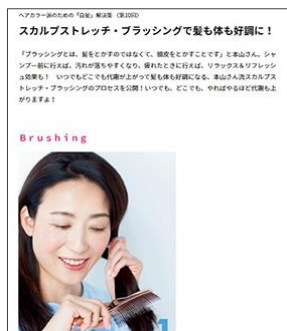 ヘアカラー派のための「白髪」解決策〈第10回〉
スカルプストレッチ・ブラッシングで髪も体も好調に！
「ブラッシングとは、髪をとかすのではなくて、頭皮をとかすことです」と本山さん。シャ
ンプー前に行えば、汚れが落ちやすくなり、疲れたときに行えば、リラックス＆リフレッシ
ュ効果も！ いつでもどこでも代謝が上がって髪も体も好調になる、本山さん流スカルプス
トレッチ・ブラッシングのプロセスを公開！いつも、どこでも、やればやるほど代謝も上
がりますよ！
Brushing
1